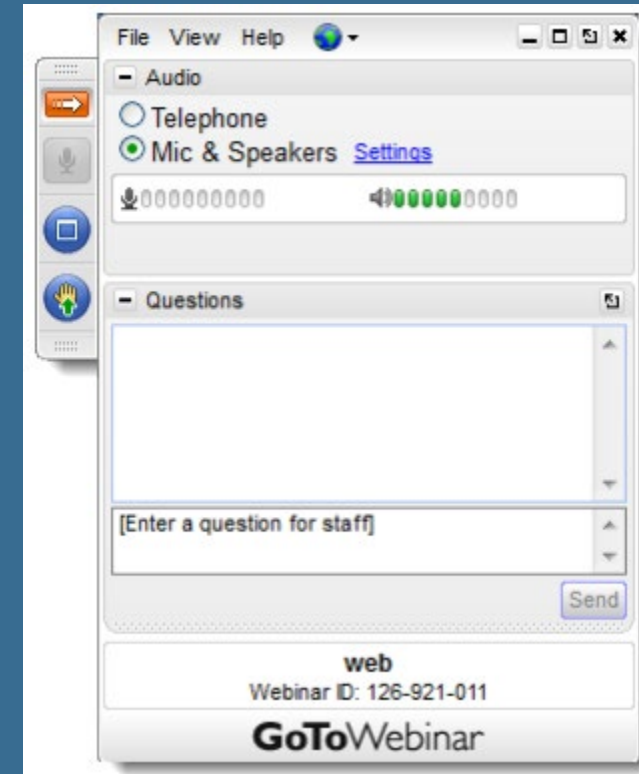 File View Help
Audio
Telephone
Mic & Speakers Settings
Questions
[Enter a question for staff]
Send
web
Webinar ID: 126-921-011
GoToWebinar